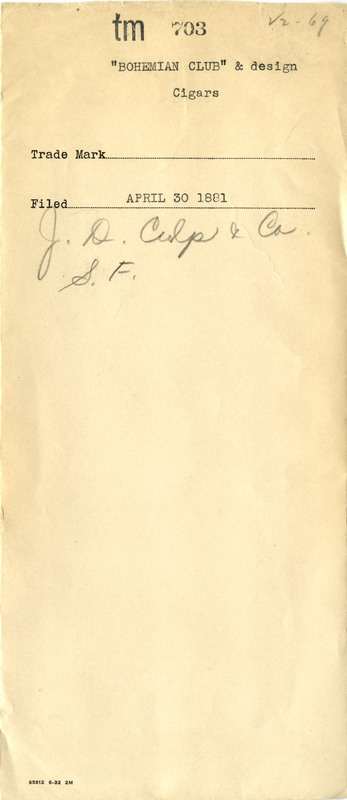 tm 703 V2-69
"BOHEMIAN CLUB" & design
Cigars
Trade Mark
Filed APRIL 30 1881
J. D. Culp & Co.
S. F.
95912 6-32 2M